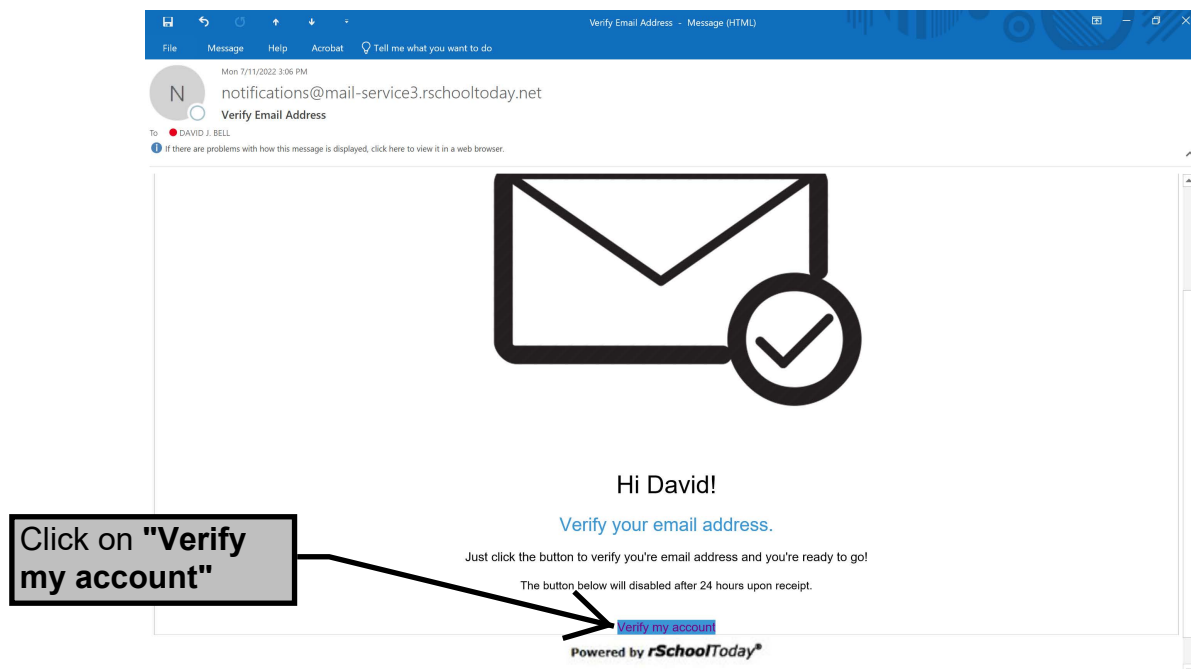 Verify Email Address - Message (HTML)
File Message Help Acrobat Tell me what you want to do
Mon 7/11/2022 3:06 PM
N
notifications@mail-service3.rschooltoday.net
Verify Email Address
To DAVID J. BELL
If there are problems with how this message is displayed, click here to view it in a web browser.
Hi David!
Verify your email address.
Just click the button to verify you're email address and you're ready to go!
The button below will disabled after 24 hours upon receipt.
Verify my account
Powered by rSchoolToday®
Click on "Verify
my account"